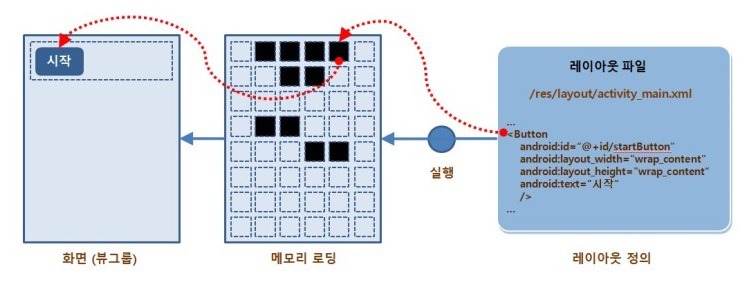 시작
레이아웃 파일
/res/layout/activity_main.xml
...
<Button
android:id="@+id/startButton"
android:layout_width="wrap_content"
android:layout_height="wrap_content"
android:text="시작"
/>
...
실행
화면 (뷰그룹)
메모리 로딩
레이아웃 정의